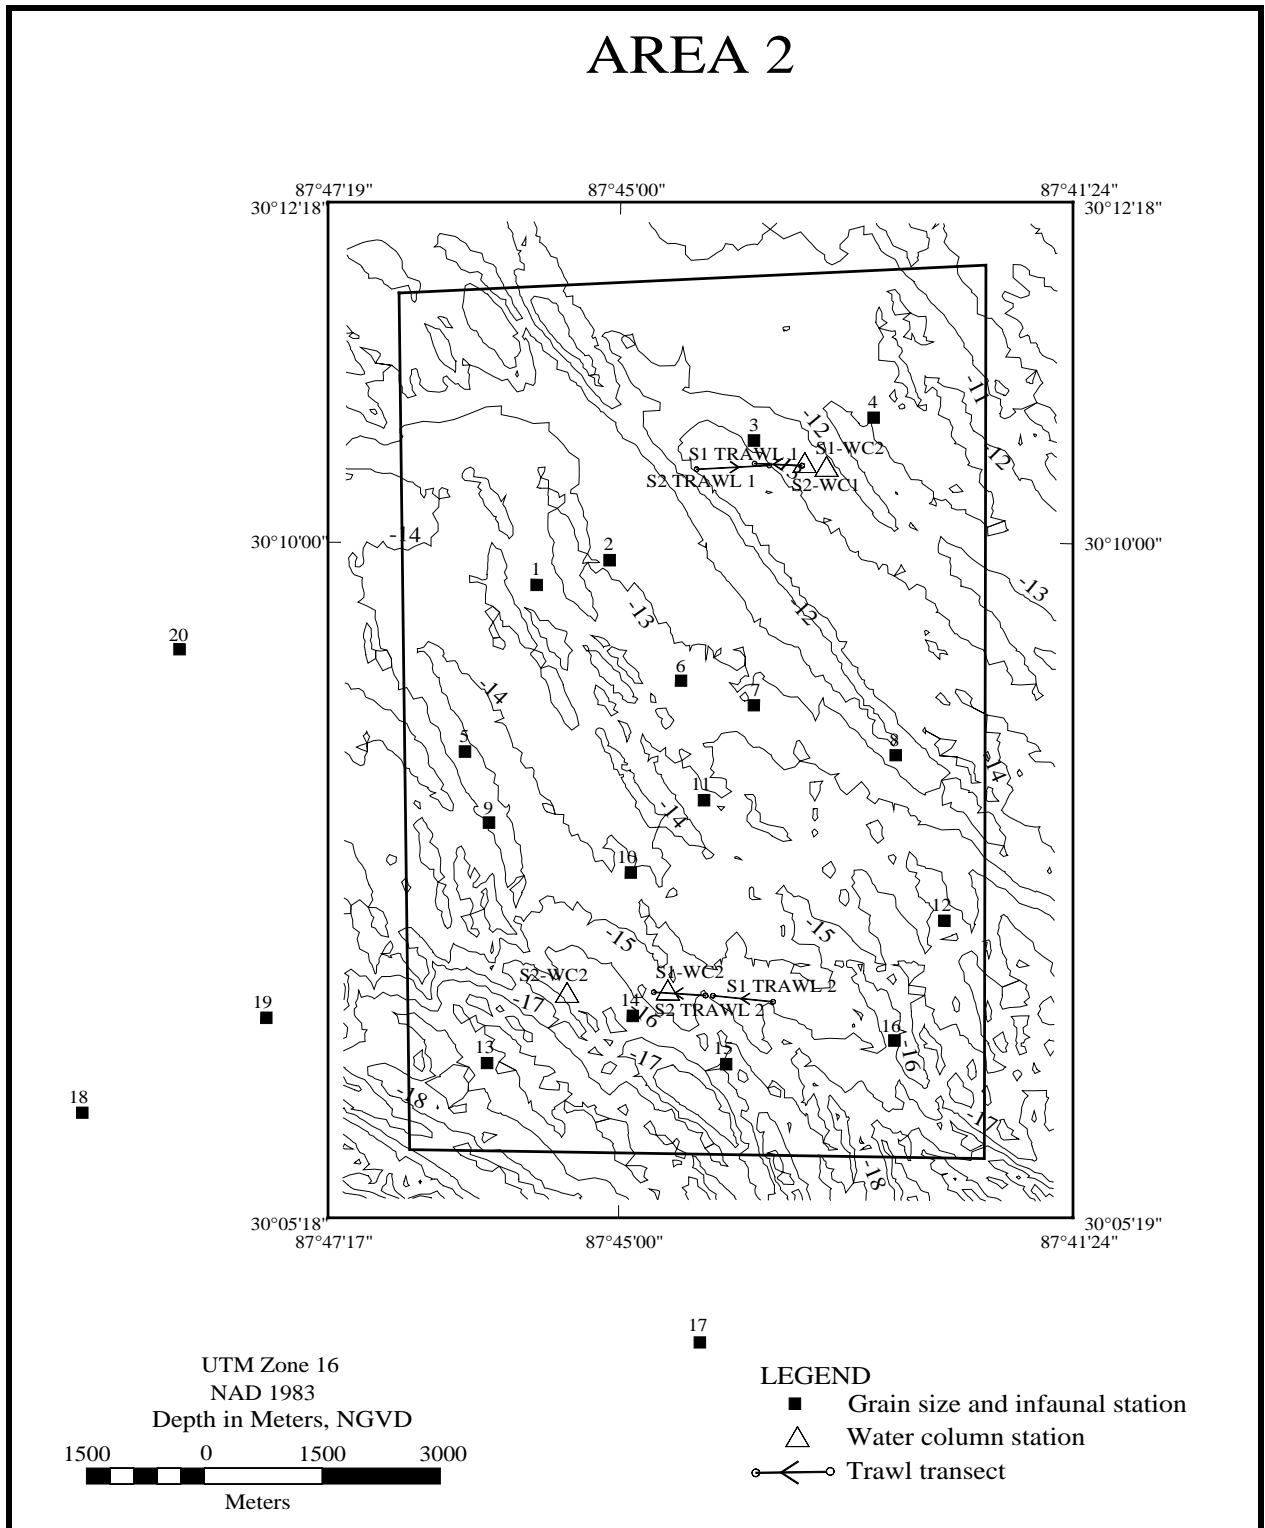 AREA 2
87°47'19" 87°45'00" 87°41'24"
30°12'18" 30°12'18"
-11
4
-12
3
S1-WC2
-12
S1 TRAWL 1
-13
S2 TRAWL 1
S2-WC1
-14
30°10'00" 30°10'00"
2
1
-13
-13
-12
20
6
-14
7
5
8
-14
11
-14
9
10
12
-15
-15
S2-WC2
S1-WC2
S1 TRAWL 2
-17
14
-16
S2 TRAWL 2
19
16
13
-17
15
-16
18
-18
-17
-18
30°05'18" 30°05'19"
87°47'17" 87°45'00" 87°41'24"
17
UTM Zone 16
NAD 1983
Depth in Meters, NGVD
1500 0 1500 3000
Meters
LEGEND
Grain size and infaunal station
Water column station
Trawl transect